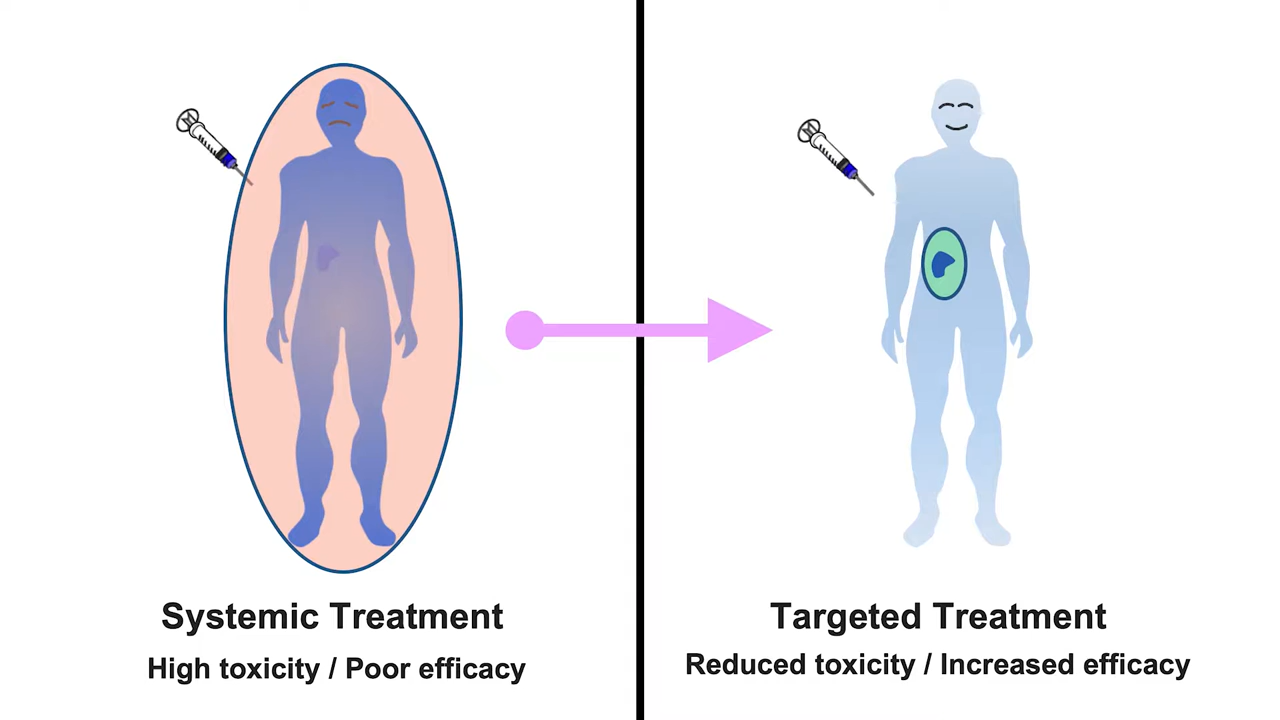 Systemic Treatment
High toxicity / Poor efficacy
Targeted Treatment
Reduced toxicity / Increased efficacy